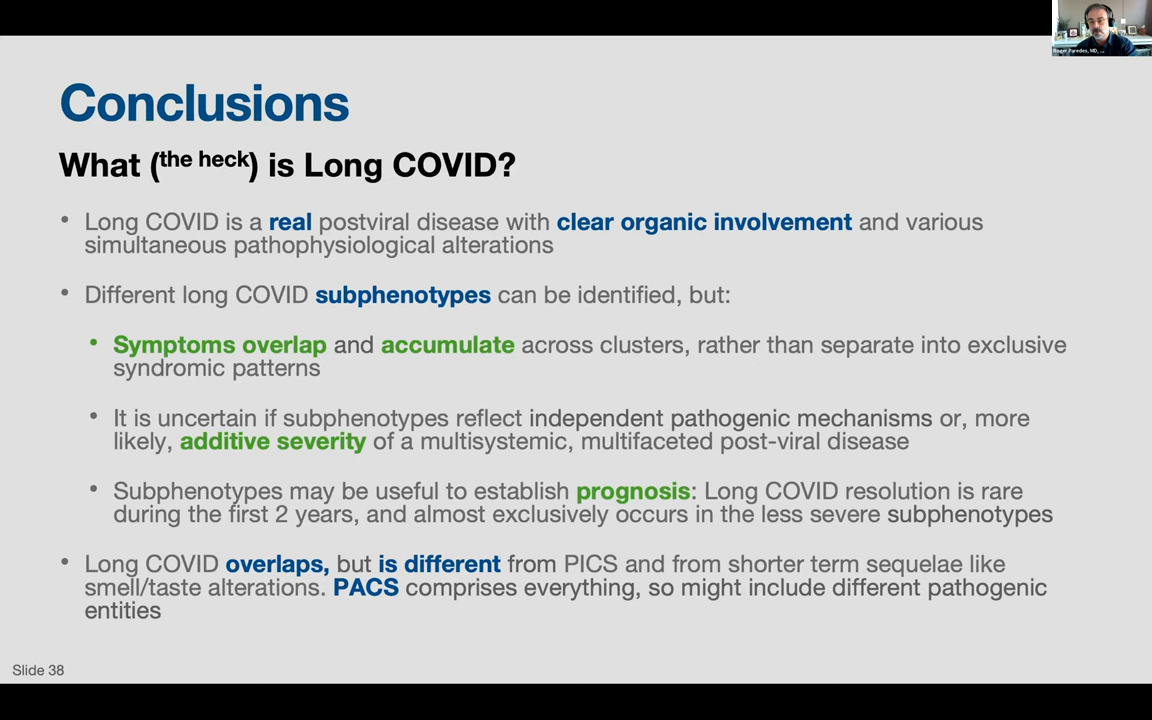 Roger Paredes, MD, ...
Conclusions
What (the heck) is Long COVID?
• Long COVID is a real postviral disease with clear organic involvement and various
simultaneous pathophysiological alterations
• Different long COVID subphenotypes can be identified, but:
• Symptoms overlap and accumulate across clusters, rather than separate into exclusive
syndromic patterns
• It is uncertain if subphenotypes reflect independent pathogenic mechanisms or, more
likely, additive severity of a multisystemic, multifaceted post-viral disease
• Subphenotypes may be useful to establish prognosis: Long COVID resolution is rare
during the first 2 years, and almost exclusively occurs in the less severe subphenotypes
• Long COVID overlaps, but is different from PICS and from shorter term sequelae like
smell/taste alterations. PACS comprises everything, so might include different pathogenic
entities
Slide 38